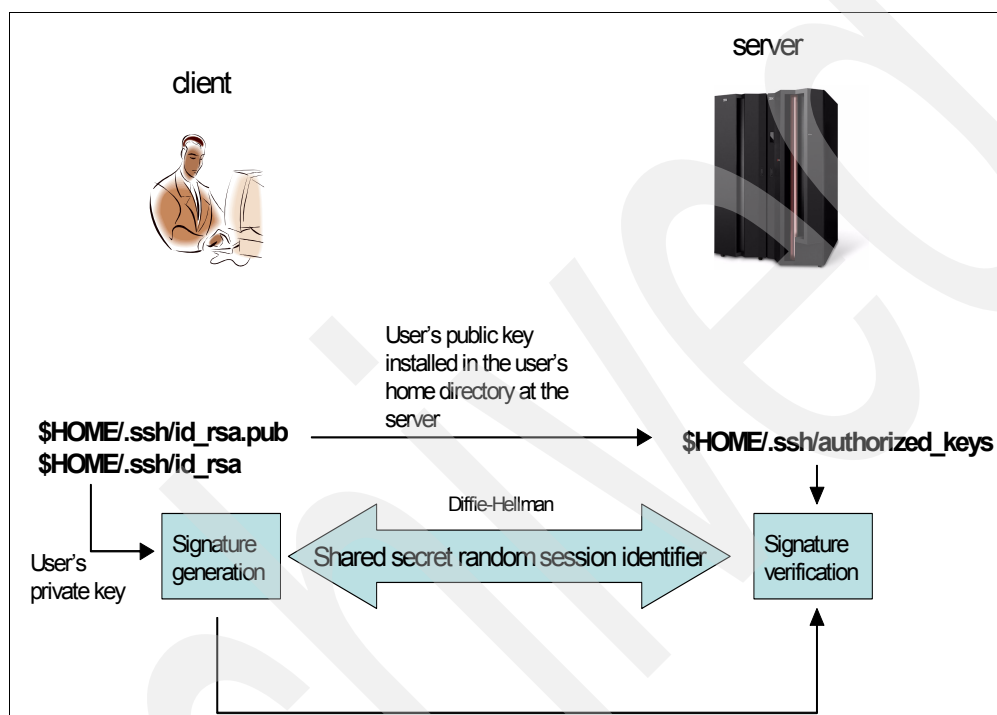 client
server
User's public key
installed in the user's
home directory at the
server
$HOME/.ssh/id_rsa.pub
$HOME/.ssh/id_rsa
$HOME/.ssh/authorized_keys
Diffie-Hellman
Signature
generation
Shared secret random session identifier
Signature
verification
User's
private key